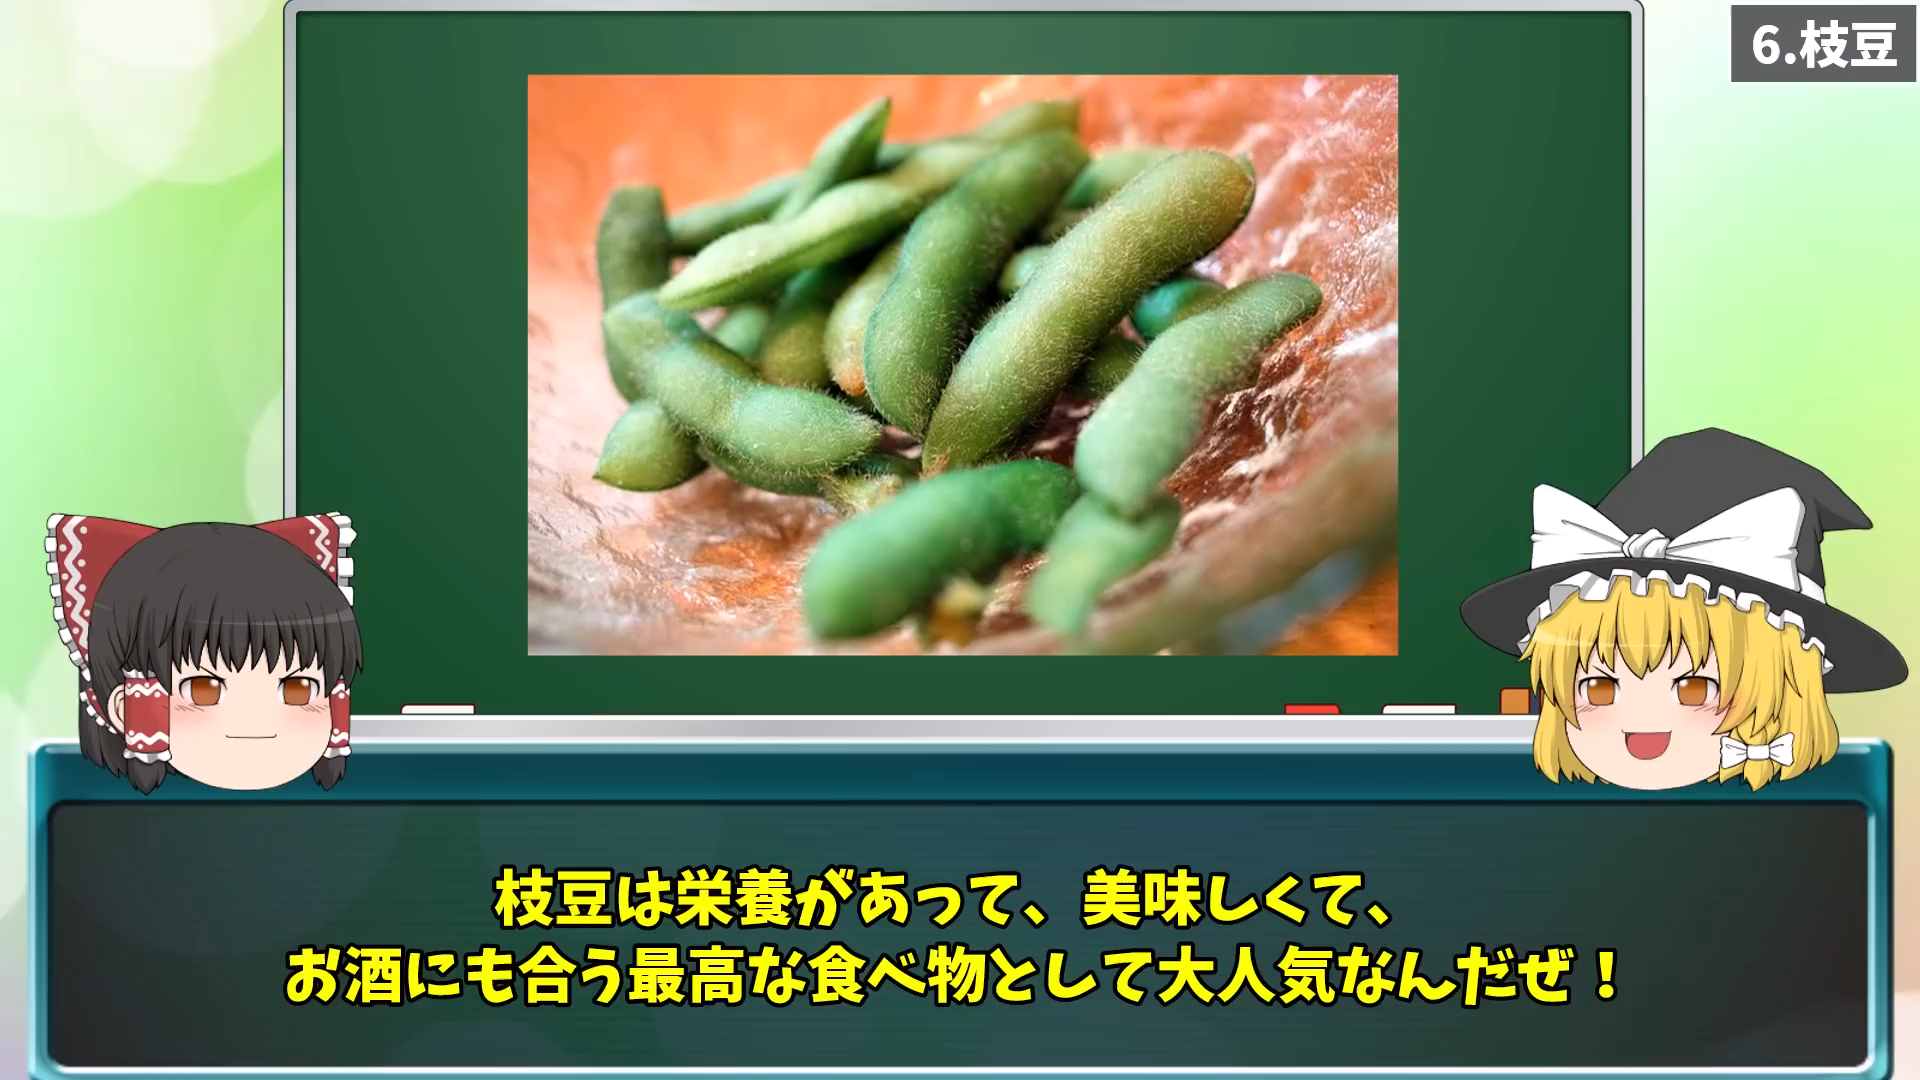 6.枝豆
枝豆は栄養があって、美味しくて、
お酒にも合う最高な食べ物として大人気なんだぜ！